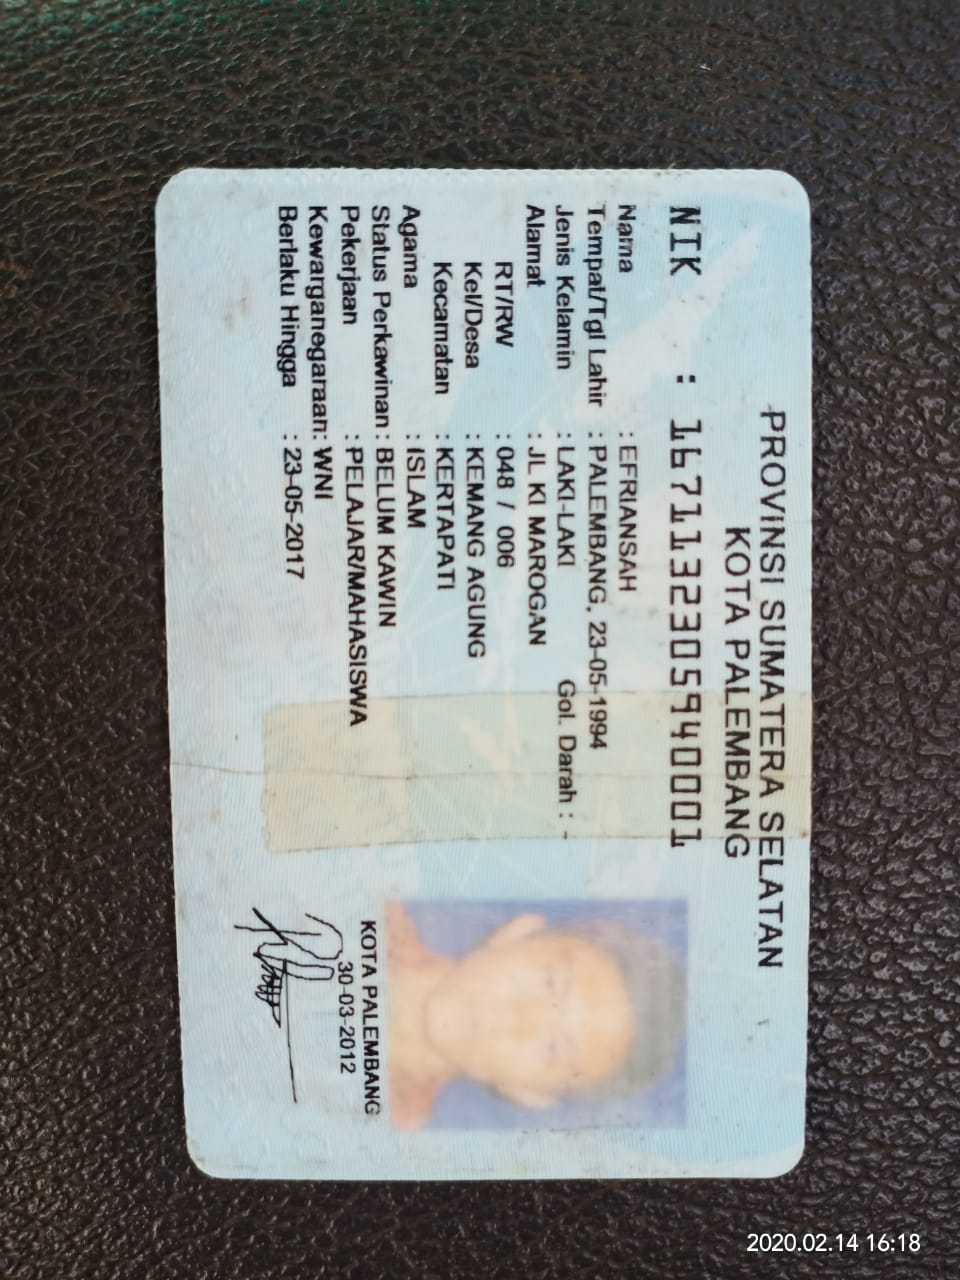 PROVINSI SUMATERA SELATAN
KOTA PALEMBANG
NIK : 1671132305940001
Nama : EFRIANSAH
Tempat/Tgl Lahir : PALEMBANG, 23-05-1994
Jenis Kelamin : LAKI-LAKI Gol. Darah : -
Alamat : JL KI MAROGAN
RT/RW : 048 / 006
Kel/Desa : KEMANG AGUNG
Kecamatan : KERTAPATI
Agama : ISLAM
Status Perkawinan : BELUM KAWIN
Pekerjaan : PELAJAR/MAHASISWA
Kewarganegaraan: WNI
Berlaku Hingga : 23-05-2017
KOTA PALEMBANG
30-03-2012
2020.02.14 16:18